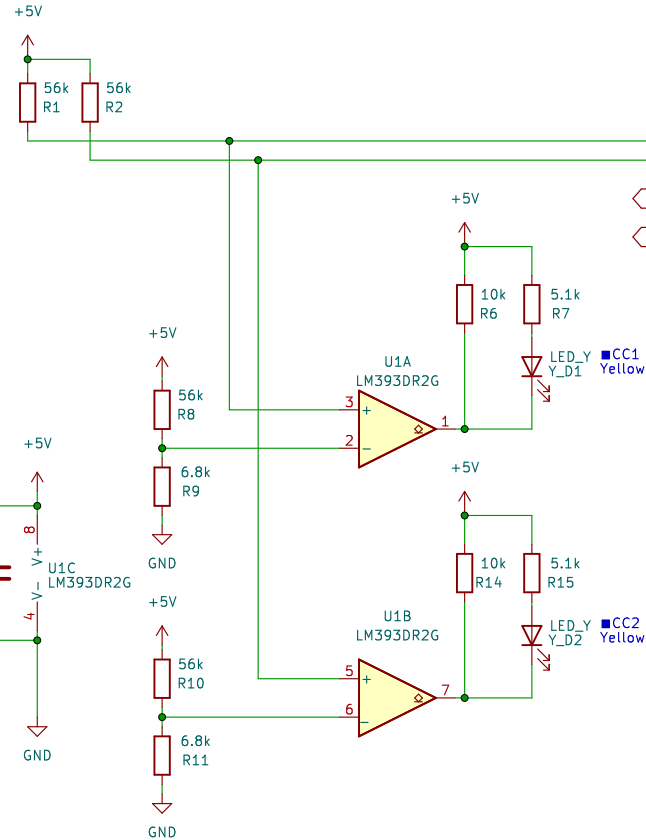 +5V
56k
R1
56k
R2
+5V
10k
R6
5.1k
R7
LED_Y
Y_D1
CC1
Yellow
+5V
56k
R8
U1A
LM393DR2G
3
+
2
−
1
6.8k
R9
GND
+5V
8
V+
U1C
LM393DR2G
V-
4
GND
+5V
10k
R14
5.1k
R15
LED_Y
Y_D2
CC2
Yellow
+5V
56k
R10
U1B
LM393DR2G
5
+
6
−
7
6.8k
R11
GND